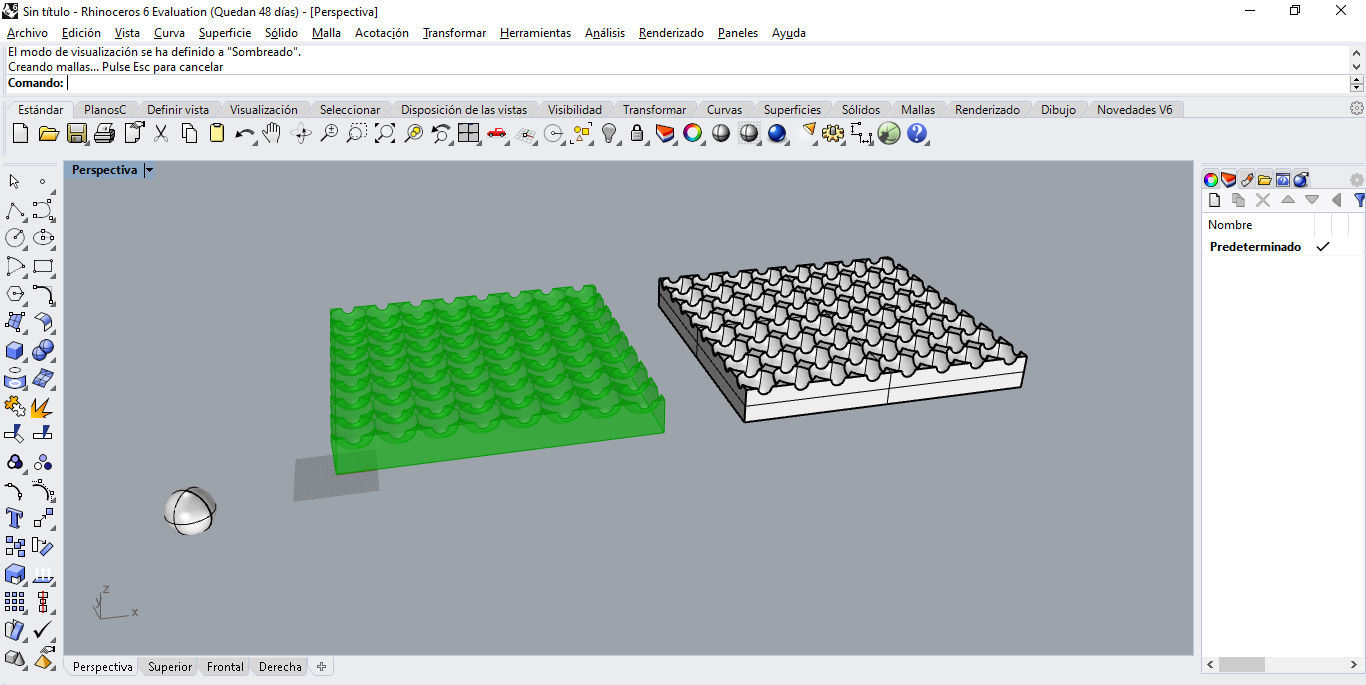 Sin título - Rhinoceros 6 Evaluation (Quedan 48 días) - [Perspectiva]
Archivo Edición Vista Curva Superficie Sólido Malla Acotación Transformar Herramientas Análisis Renderizado Paneles Ayuda
El modo de visualización se ha definido a "Sombreado".
Creando mallas... Pulse Esc para cancelar
Comando:
Estándar PlanosC Definir vista Visualización Seleccionar Disposición de las vistas Visibilidad Transformar Curvas Superficies Sólidos Mallas Renderizado Dibujo Novedades V6
Perspectiva
Nombre
Predeterminado
z
y
x
Perspectiva Superior Frontal Derecha